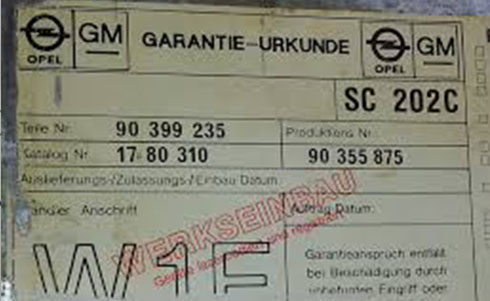 OPEL GM GARANTIE-URKUNDE OPEL GM
SC 202C
Teile Nr. 90 399 235 Produktions Nr.
Katalog Nr. 17 80 310 90 355 875
Auslieferungs-/Zulassungs-/Einbau Datum:
Händler Anschrift Auftrag Datum:
WERKSEINBAU
Garantieanspruch entfällt
bei Beschädigung durch
unbefugten Eingriff oder